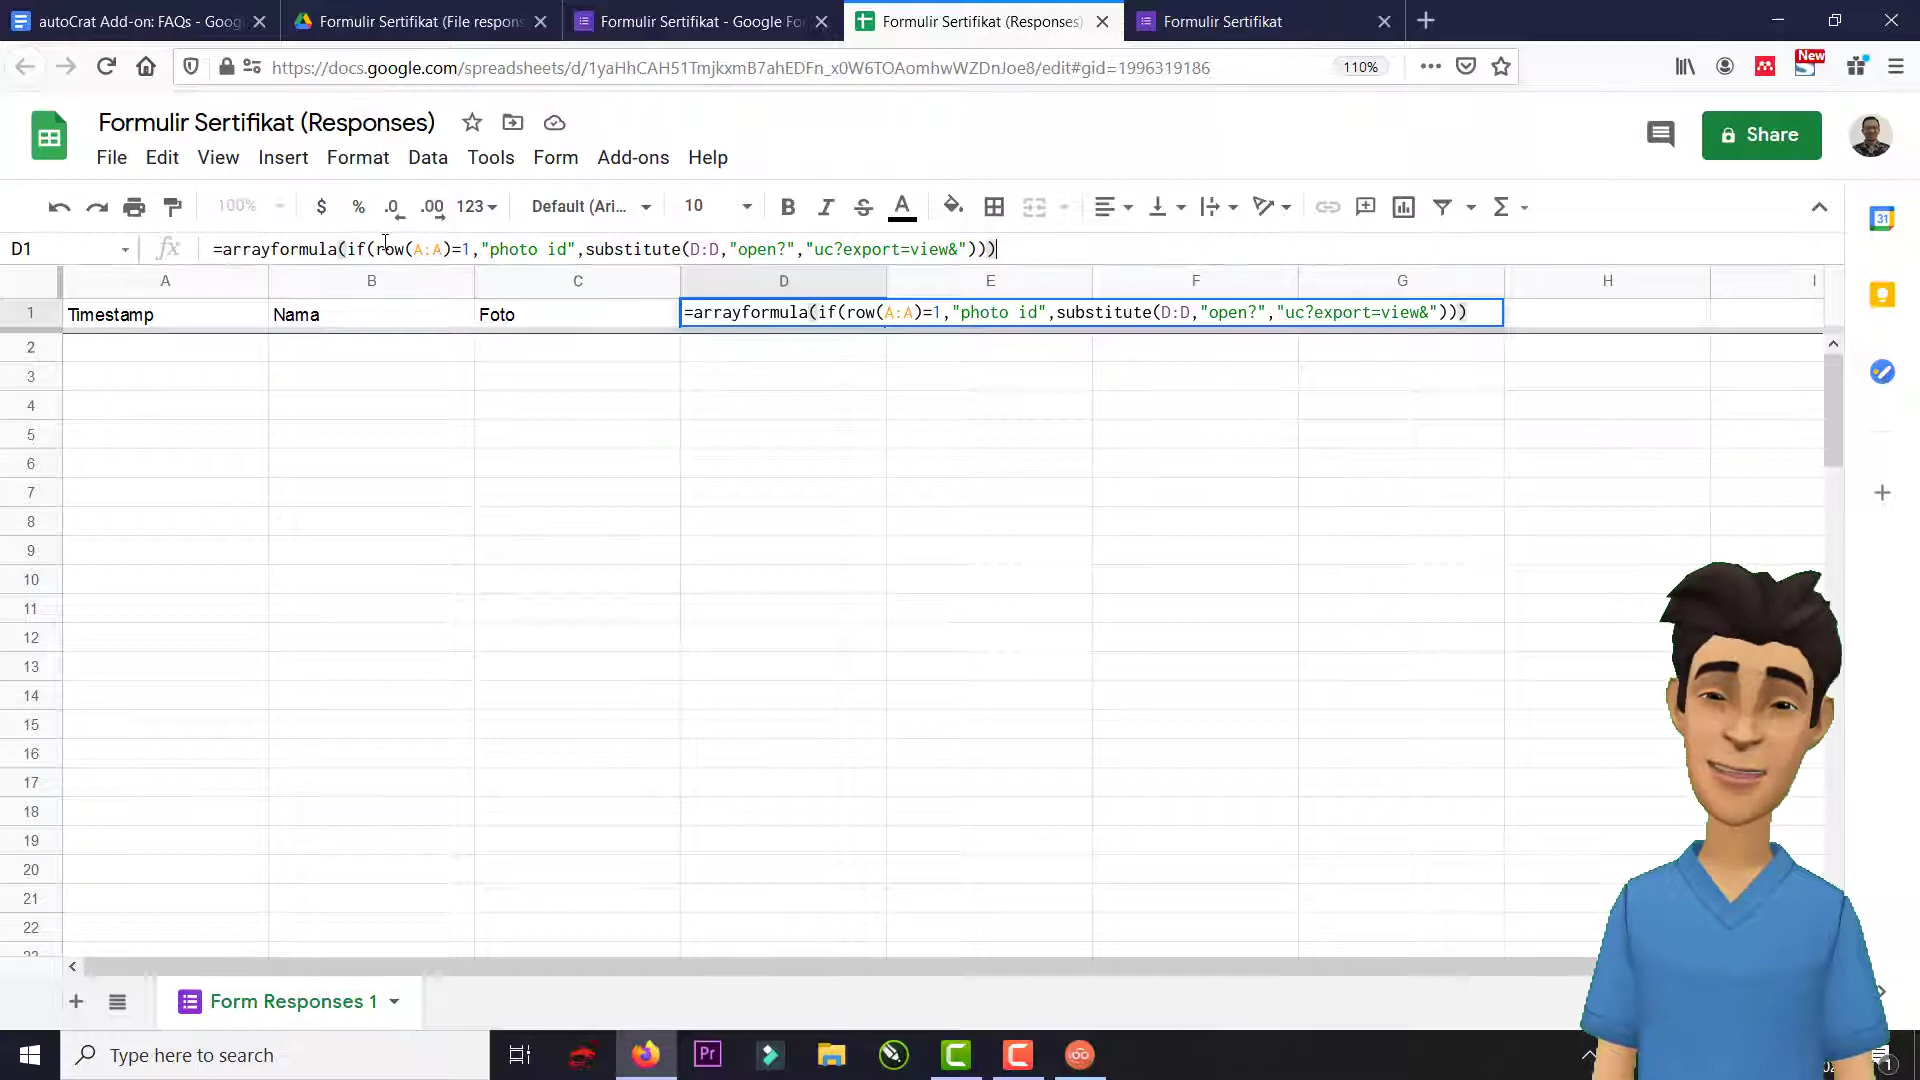 autoCrat Add-on: FAQs - Goog
Formulir Sertifikat (File respon
Formulir Sertifikat - Google Fo
Formulir Sertifikat (Responses)
Formulir Sertifikat
https://docs.google.com/spreadsheets/d/1yaHhCAH51TmjkxmB7ahEDFn_x0W6TOAomhwWZDnJoe8/edit#gid=1996319186
110%
New
Formulir Sertifikat (Responses)
Share
File Edit View Insert Format Data Tools Form Add-ons Help
100% $ % .0 .00 123 Default (Ari... 10
D1 fx =arrayformula(if(row(A:A)=1,"photo id",substitute(D:D,"open?","uc?export=view&")))
A B C D E F G H I
1 Timestamp Nama Foto =arrayformula(if(row(A:A)=1,"photo id",substitute(D:D,"open?","uc?export=view&")))
2
3
4
5
6
7
8
9
10
11
12
13
14
15
16
17
18
19
20
21
22
31
Form Responses 1
Type here to search
Pr
1